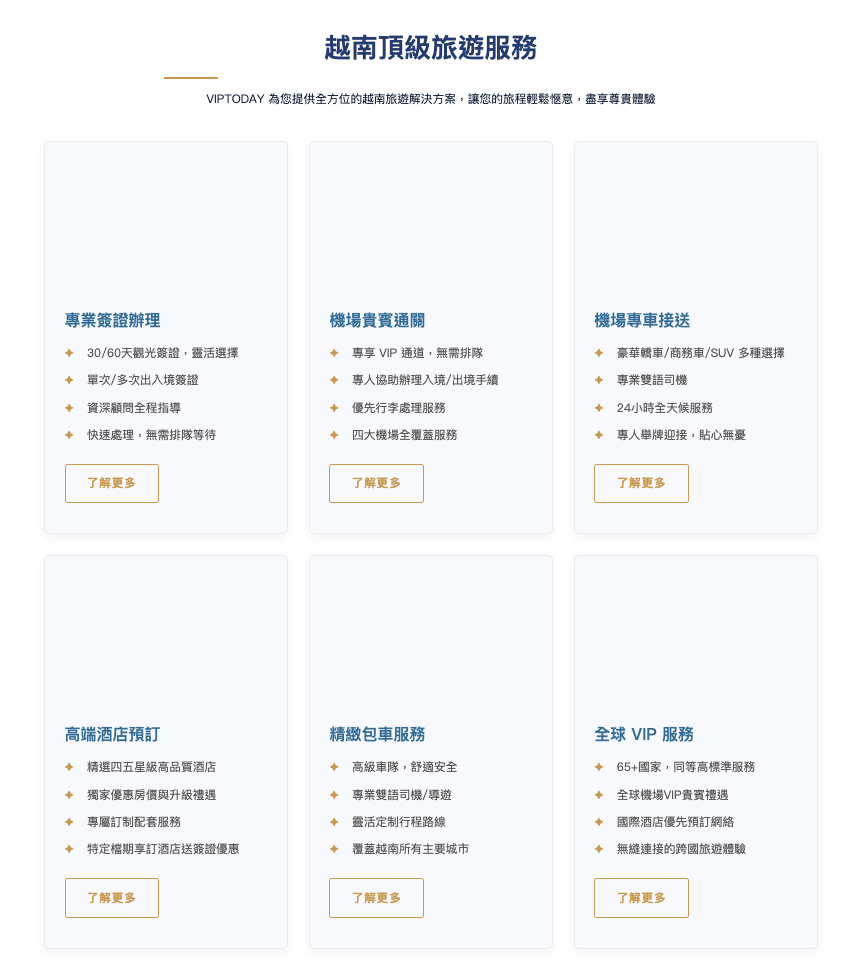 越南頂級旅遊服務
VIPTODAY 為您提供全方位的越南旅遊解決方案，讓您的旅程輕鬆愜意，盡享尊貴體驗
專業簽證辦理
30/60天觀光簽證，靈活選擇
單次/多次出入境簽證
資深顧問全程指導
快速處理，無需排隊等待
了解更多
機場貴賓通關
專享 VIP 通道，無需排隊
專人協助辦理入境/出境手續
優先行李處理服務
四大機場全覆蓋服務
了解更多
機場專車接送
豪華轎車/商務車/SUV 多種選擇
專業雙語司機
24小時全天候服務
專人舉牌迎接，貼心無憂
了解更多
高端酒店預訂
精選四五星級高品質酒店
獨家優惠房價與升級禮遇
專屬訂制配套服務
特定檔期享訂酒店送簽證優惠
了解更多
精緻包車服務
高級車隊，舒適安全
專業雙語司機/導遊
靈活定制行程路線
覆蓋越南所有主要城市
了解更多
全球 VIP 服務
65+國家，同等高標準服務
全球機場VIP貴賓禮遇
國際酒店優先預訂網絡
無縫連接的跨國旅遊體驗
了解更多